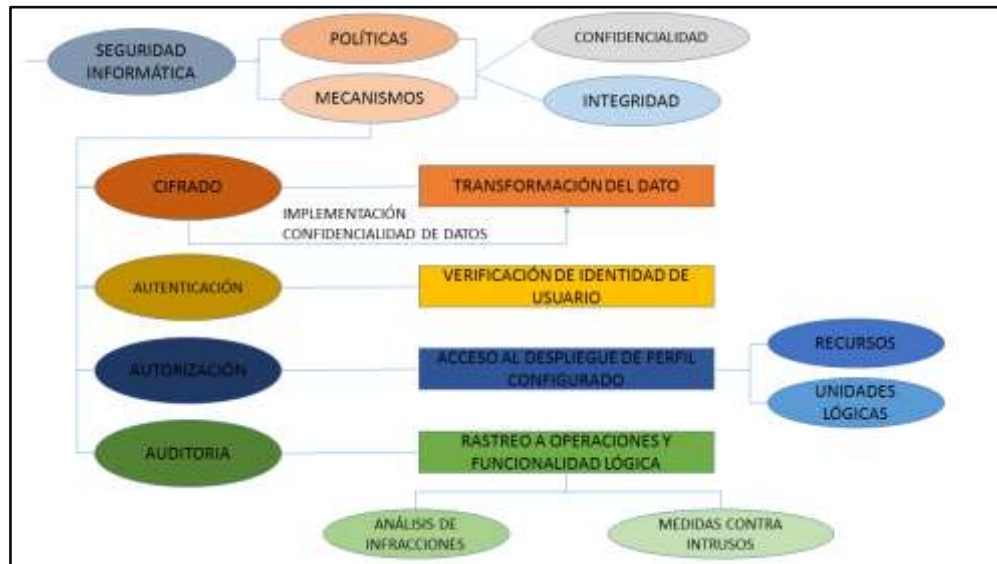 SEGURIDAD
INFORMÁTICA
POLÍTICAS
MECANISMOS
CONFIDENCIALIDAD
INTEGRIDAD
CIFRADO
TRANSFORMACIÓN DEL DATO
IMPLEMENTACIÓN
CONFIDENCIALIDAD DE DATOS
AUTENTICACIÓN
VERIFICACIÓN DE IDENTIDAD DE
USUARIO
AUTORIZACIÓN
ACCESO AL DESPLIEGUE DE PERFIL
CONFIGURADO
RECURSOS
UNIDADES
LÓGICAS
AUDITORIA
RASTREO A OPERACIONES Y
FUNCIONALIDAD LÓGICA
ANÁLISIS DE
INFRACCIONES
MEDIDAS CONTRA
INTRUSOS